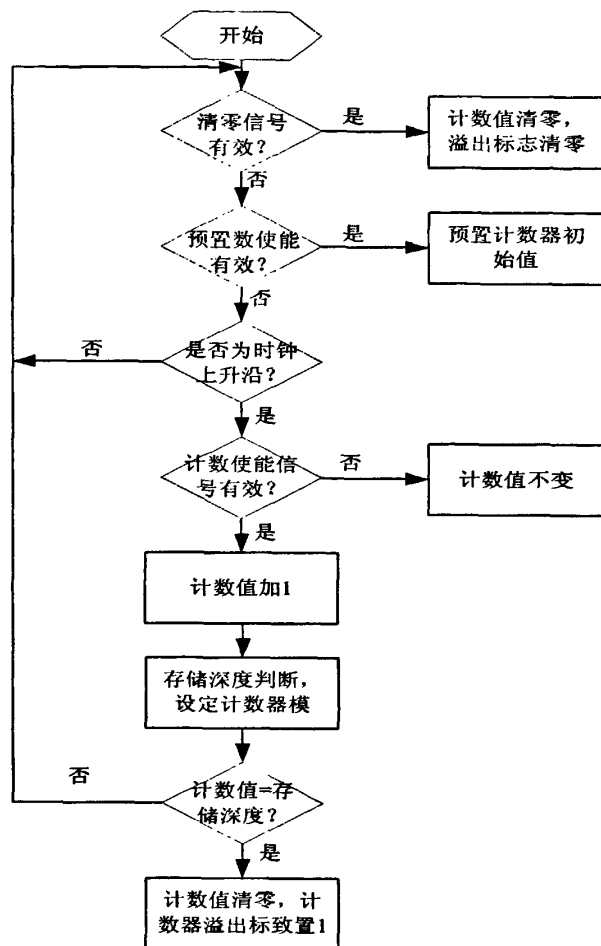 开始
清零信号
有效？
是
计数值清零，
溢出标志清零
否
预置数使能
有效？
是
预置计数器初
始值
否
是否为时钟
上升沿？
否
是
计数使能信
号有效？
否
计数值不变
是
计数值加1
存储深度判断，
设定计数器模
计数值=存
储深度？
否
是
计数值清零，计
数器溢出标致置1